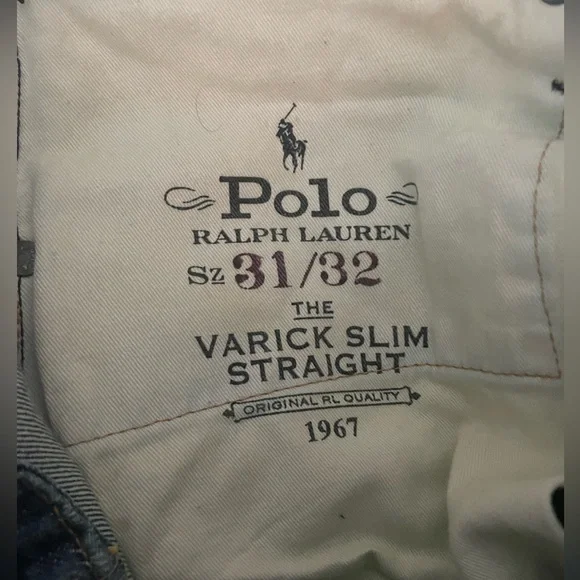 Polo
RALPH LAUREN
Sz 31/32
THE
VARICK SLIM
STRAIGHT
ORIGINAL RL QUALITY
1967